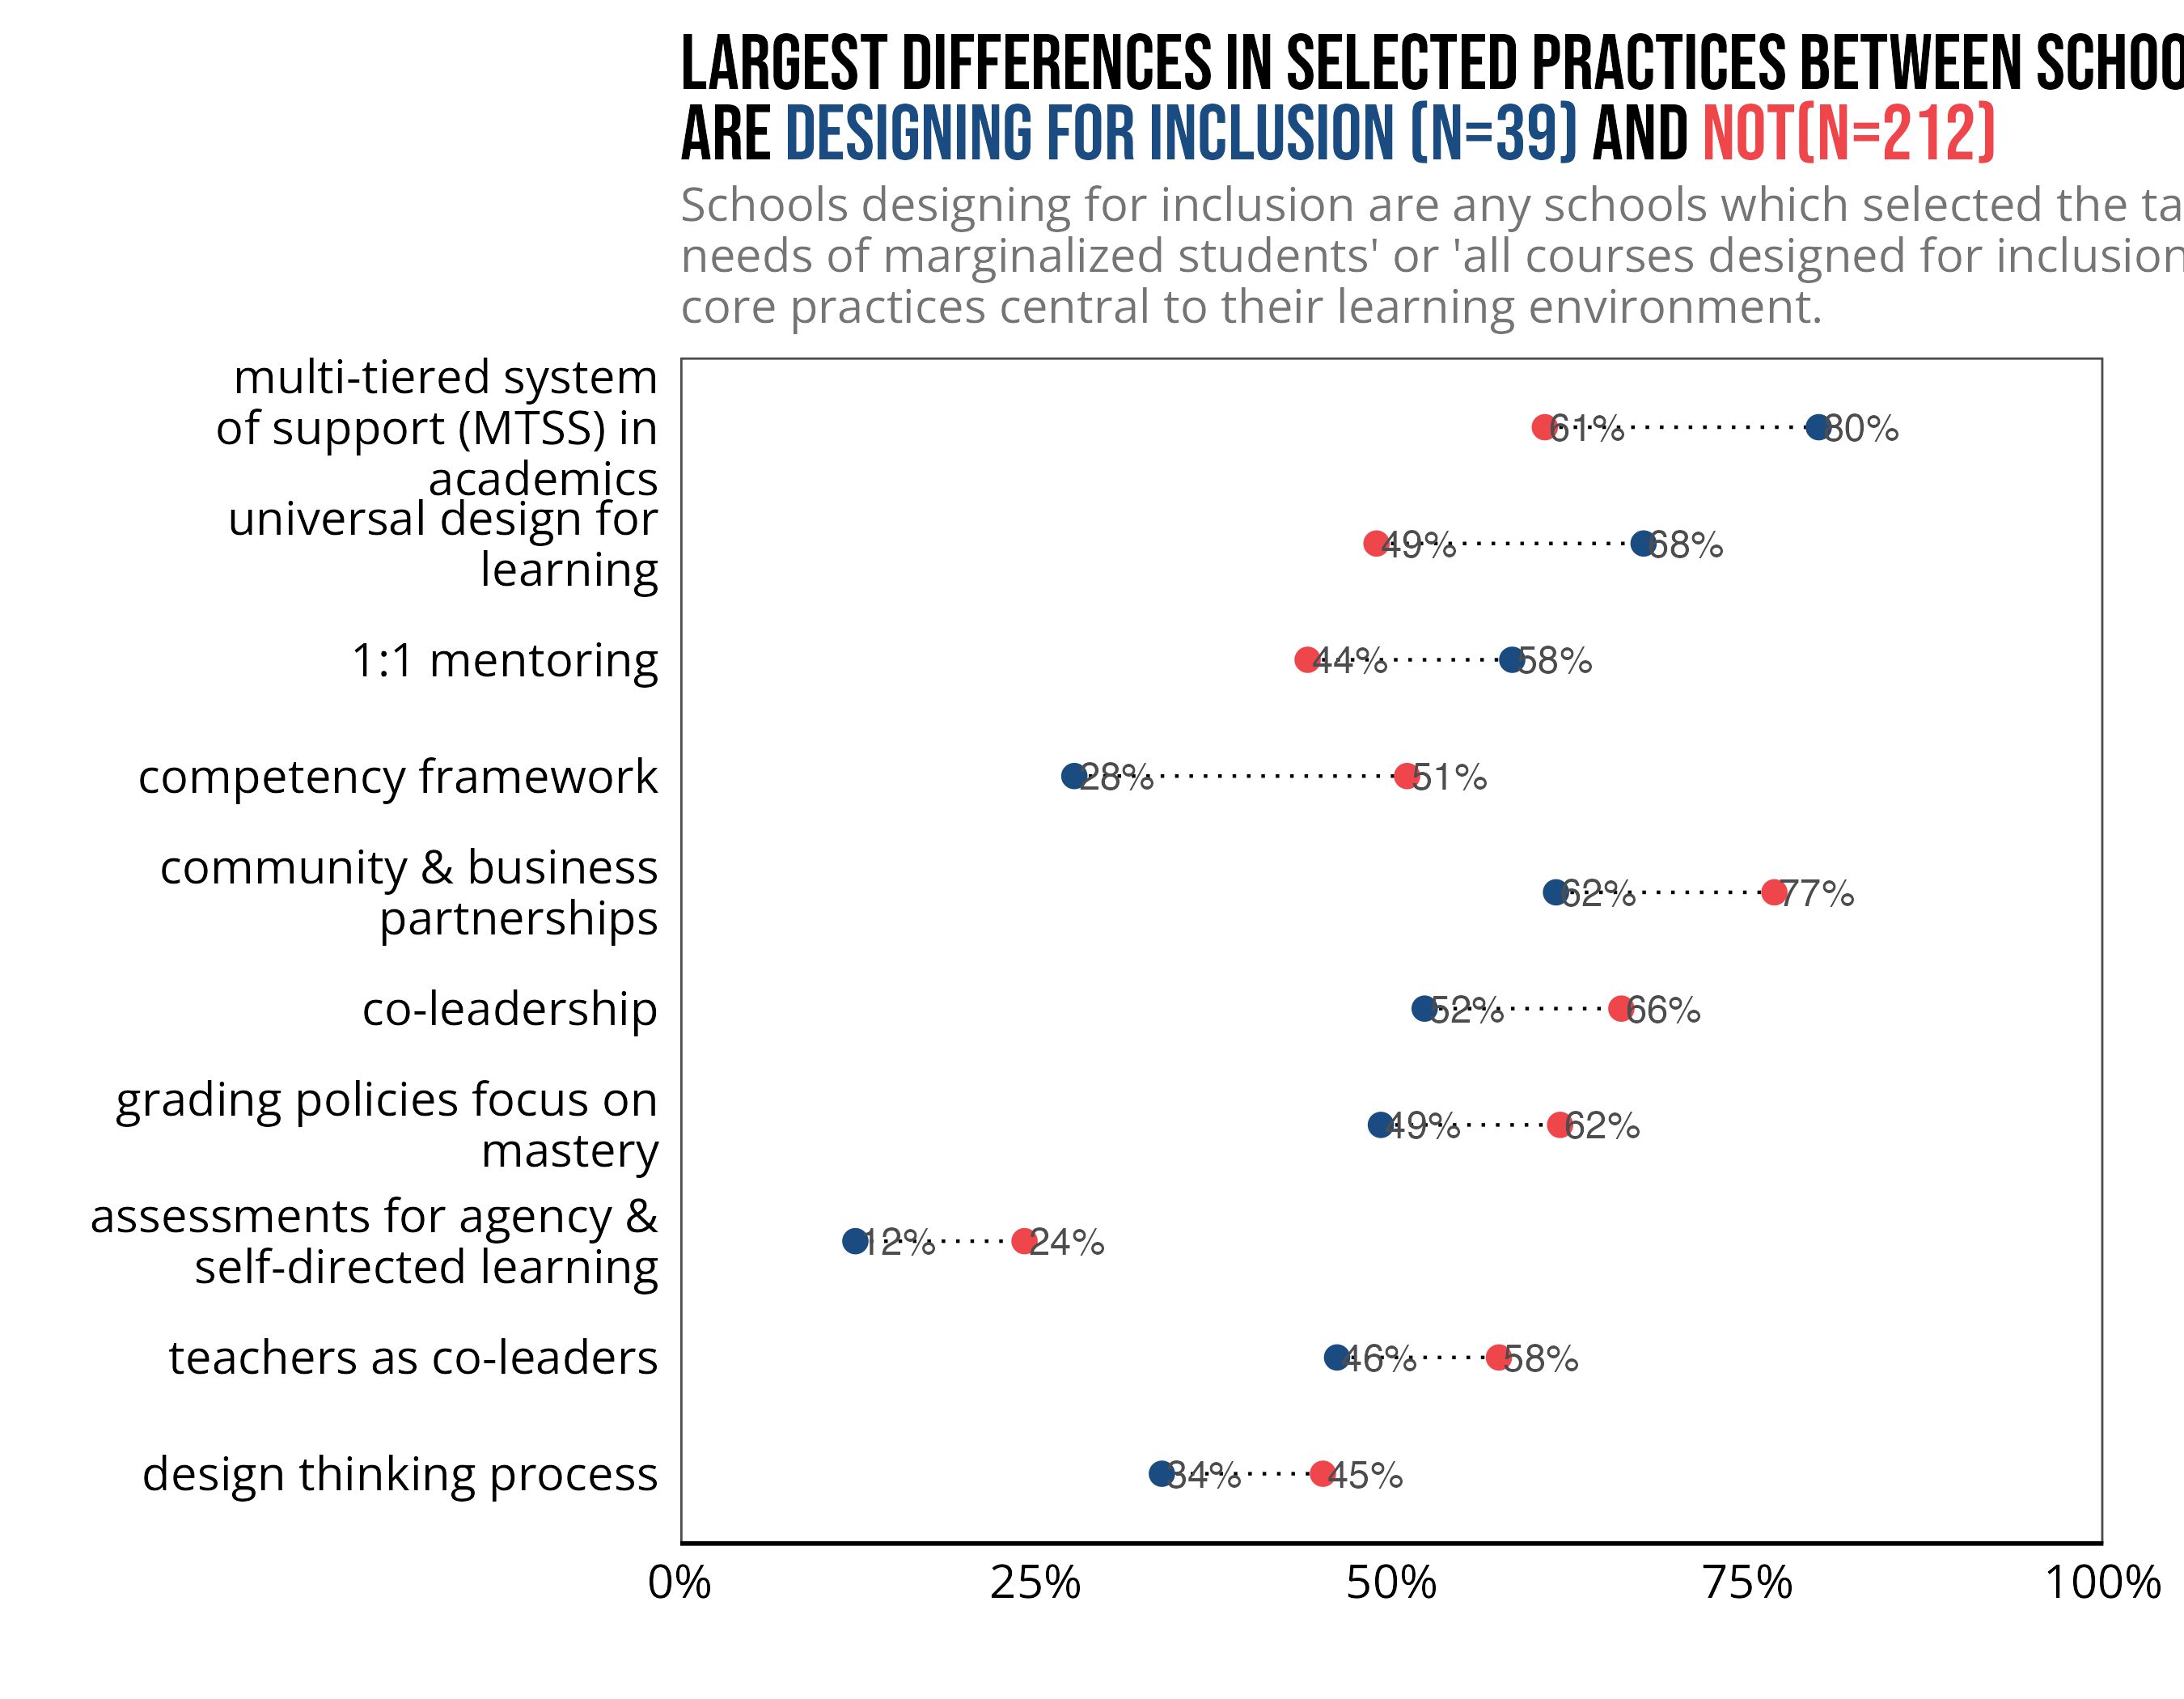 LARGEST DIFFERENCES IN SELECTED PRACTICES BETWEEN SCHOO
ARE DESIGNING FOR INCLUSION (N=39) AND NOT(N=212)
Schools designing for inclusion are any schools which selected the ta
needs of marginalized students' or 'all courses designed for inclusion
core practices central to their learning environment.
multi-tiered system
of support (MTSS) in
academics
61% 80%
universal design for
learning
49% 68%
1:1 mentoring
44% 58%
competency framework
28% 51%
community & business
partnerships
62% 77%
co-leadership
52% 66%
grading policies focus on
mastery
49% 62%
assessments for agency &
self-directed learning
12% 24%
teachers as co-leaders
46% 58%
design thinking process
34% 45%
0% 25% 50% 75% 100%